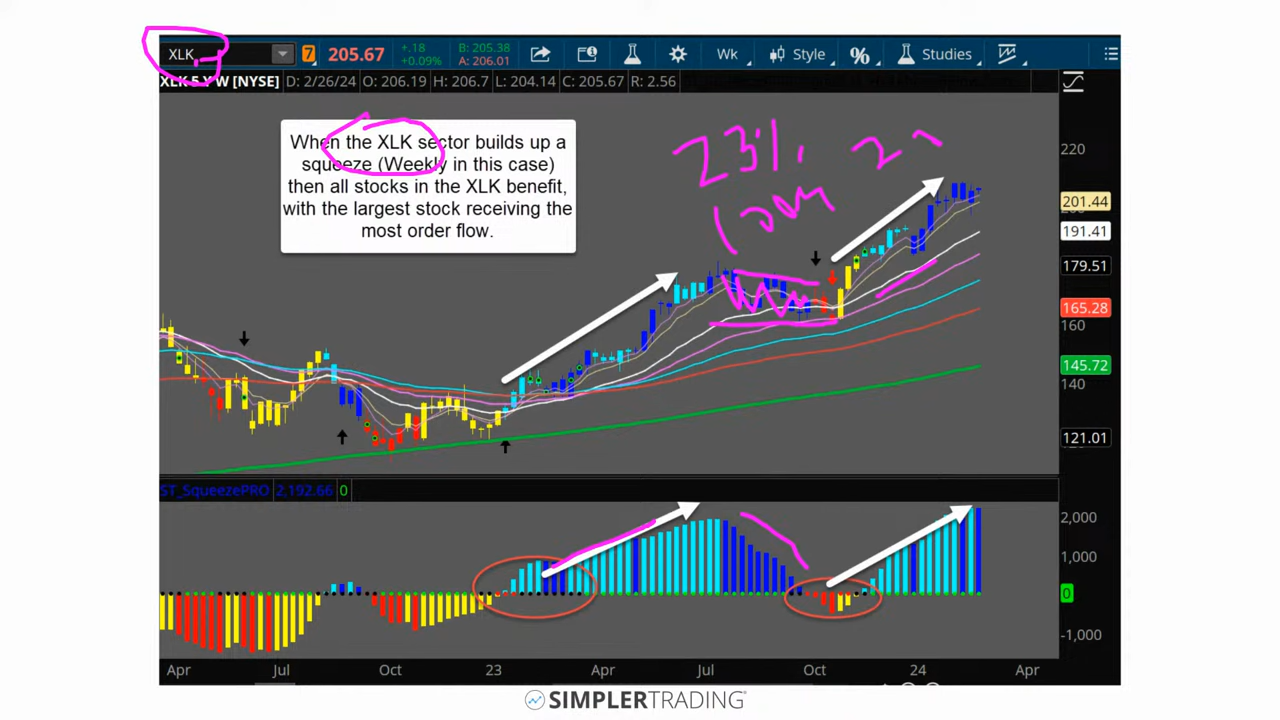 XLK
7
205.67
+.18
+0.09%
B: 205.38
A: 206.01
Wk
Style
%
Studies
XLK 5 Y W [NYSE]
D: 2/26/24
O: 206.19
H: 206.7
L: 204.14
C: 205.67
R: 2.56
When the XLK sector builds up a
squeeze (Weekly in this case)
then all stocks in the XLK benefit,
with the largest stock receiving the
most order flow.
23%
220
201.44
191.41
179.51
165.28
160
145.72
140
121.01
ST_SqueezePRO
2,192.66
0
2,000
1,000
0
-1,000
Apr
Jul
Oct
23
Apr
Jul
Oct
24
Apr
SIMPLERTRADING